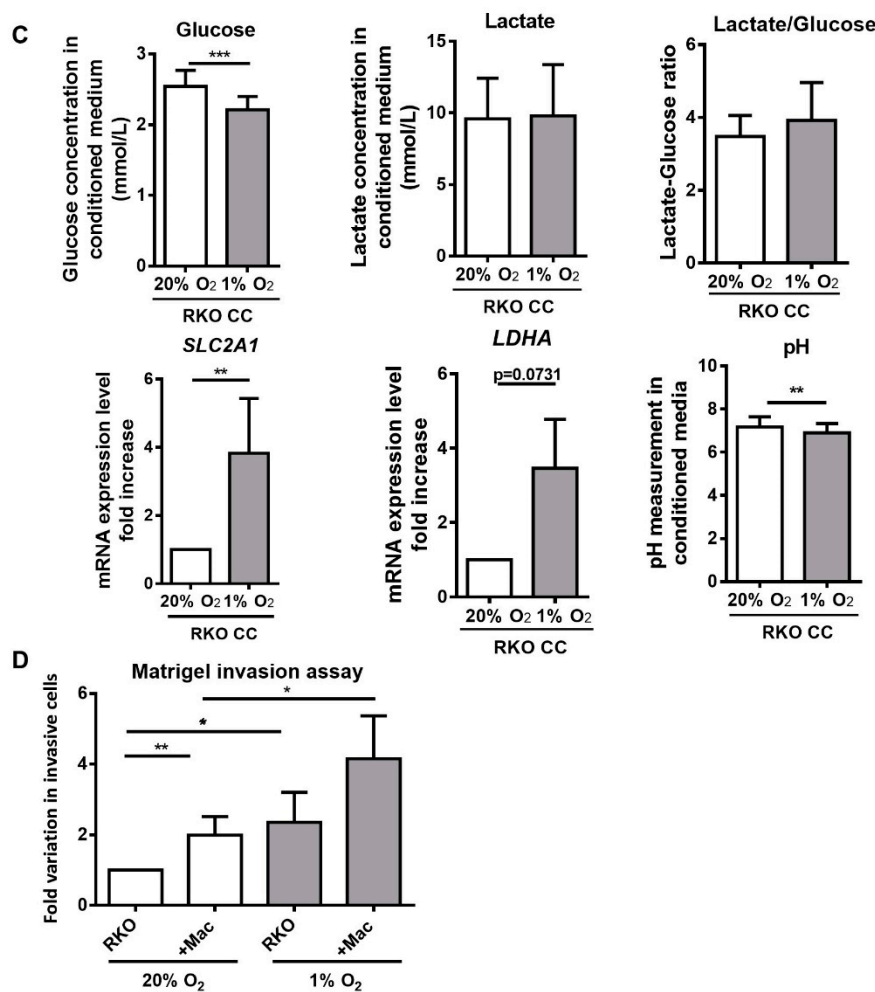 C
Glucose
***
Glucose concentration in
conditioned medium
(mmol/L)
3
2
1
0
20% O2 1% O2
RKO CC
Lactate
Lactate concentration in
conditioned medium
(mmol/L)
15
10
5
0
20% O2 1% O2
RKO CC
Lactate/Glucose
Lactate-Glucose ratio
6
4
2
0
20% O2 1% O2
RKO CC
SLC2A1
**
mRNA expression level
fold increase
6
4
2
0
20% O2 1% O2
RKO CC
LDHA
p=0.0731
mRNA expression level
fold increase
6
4
2
0
20% O2 1% O2
RKO CC
pH
**
pH measurement in
conditioned media
10
8
6
4
2
0
20% O2 1% O2
RKO CC
D
Matrigel invasion assay
*
*
**
Fold variation in invasive cells
6
4
2
0
RKO +Mac RKO +Mac
20% O2 1% O2